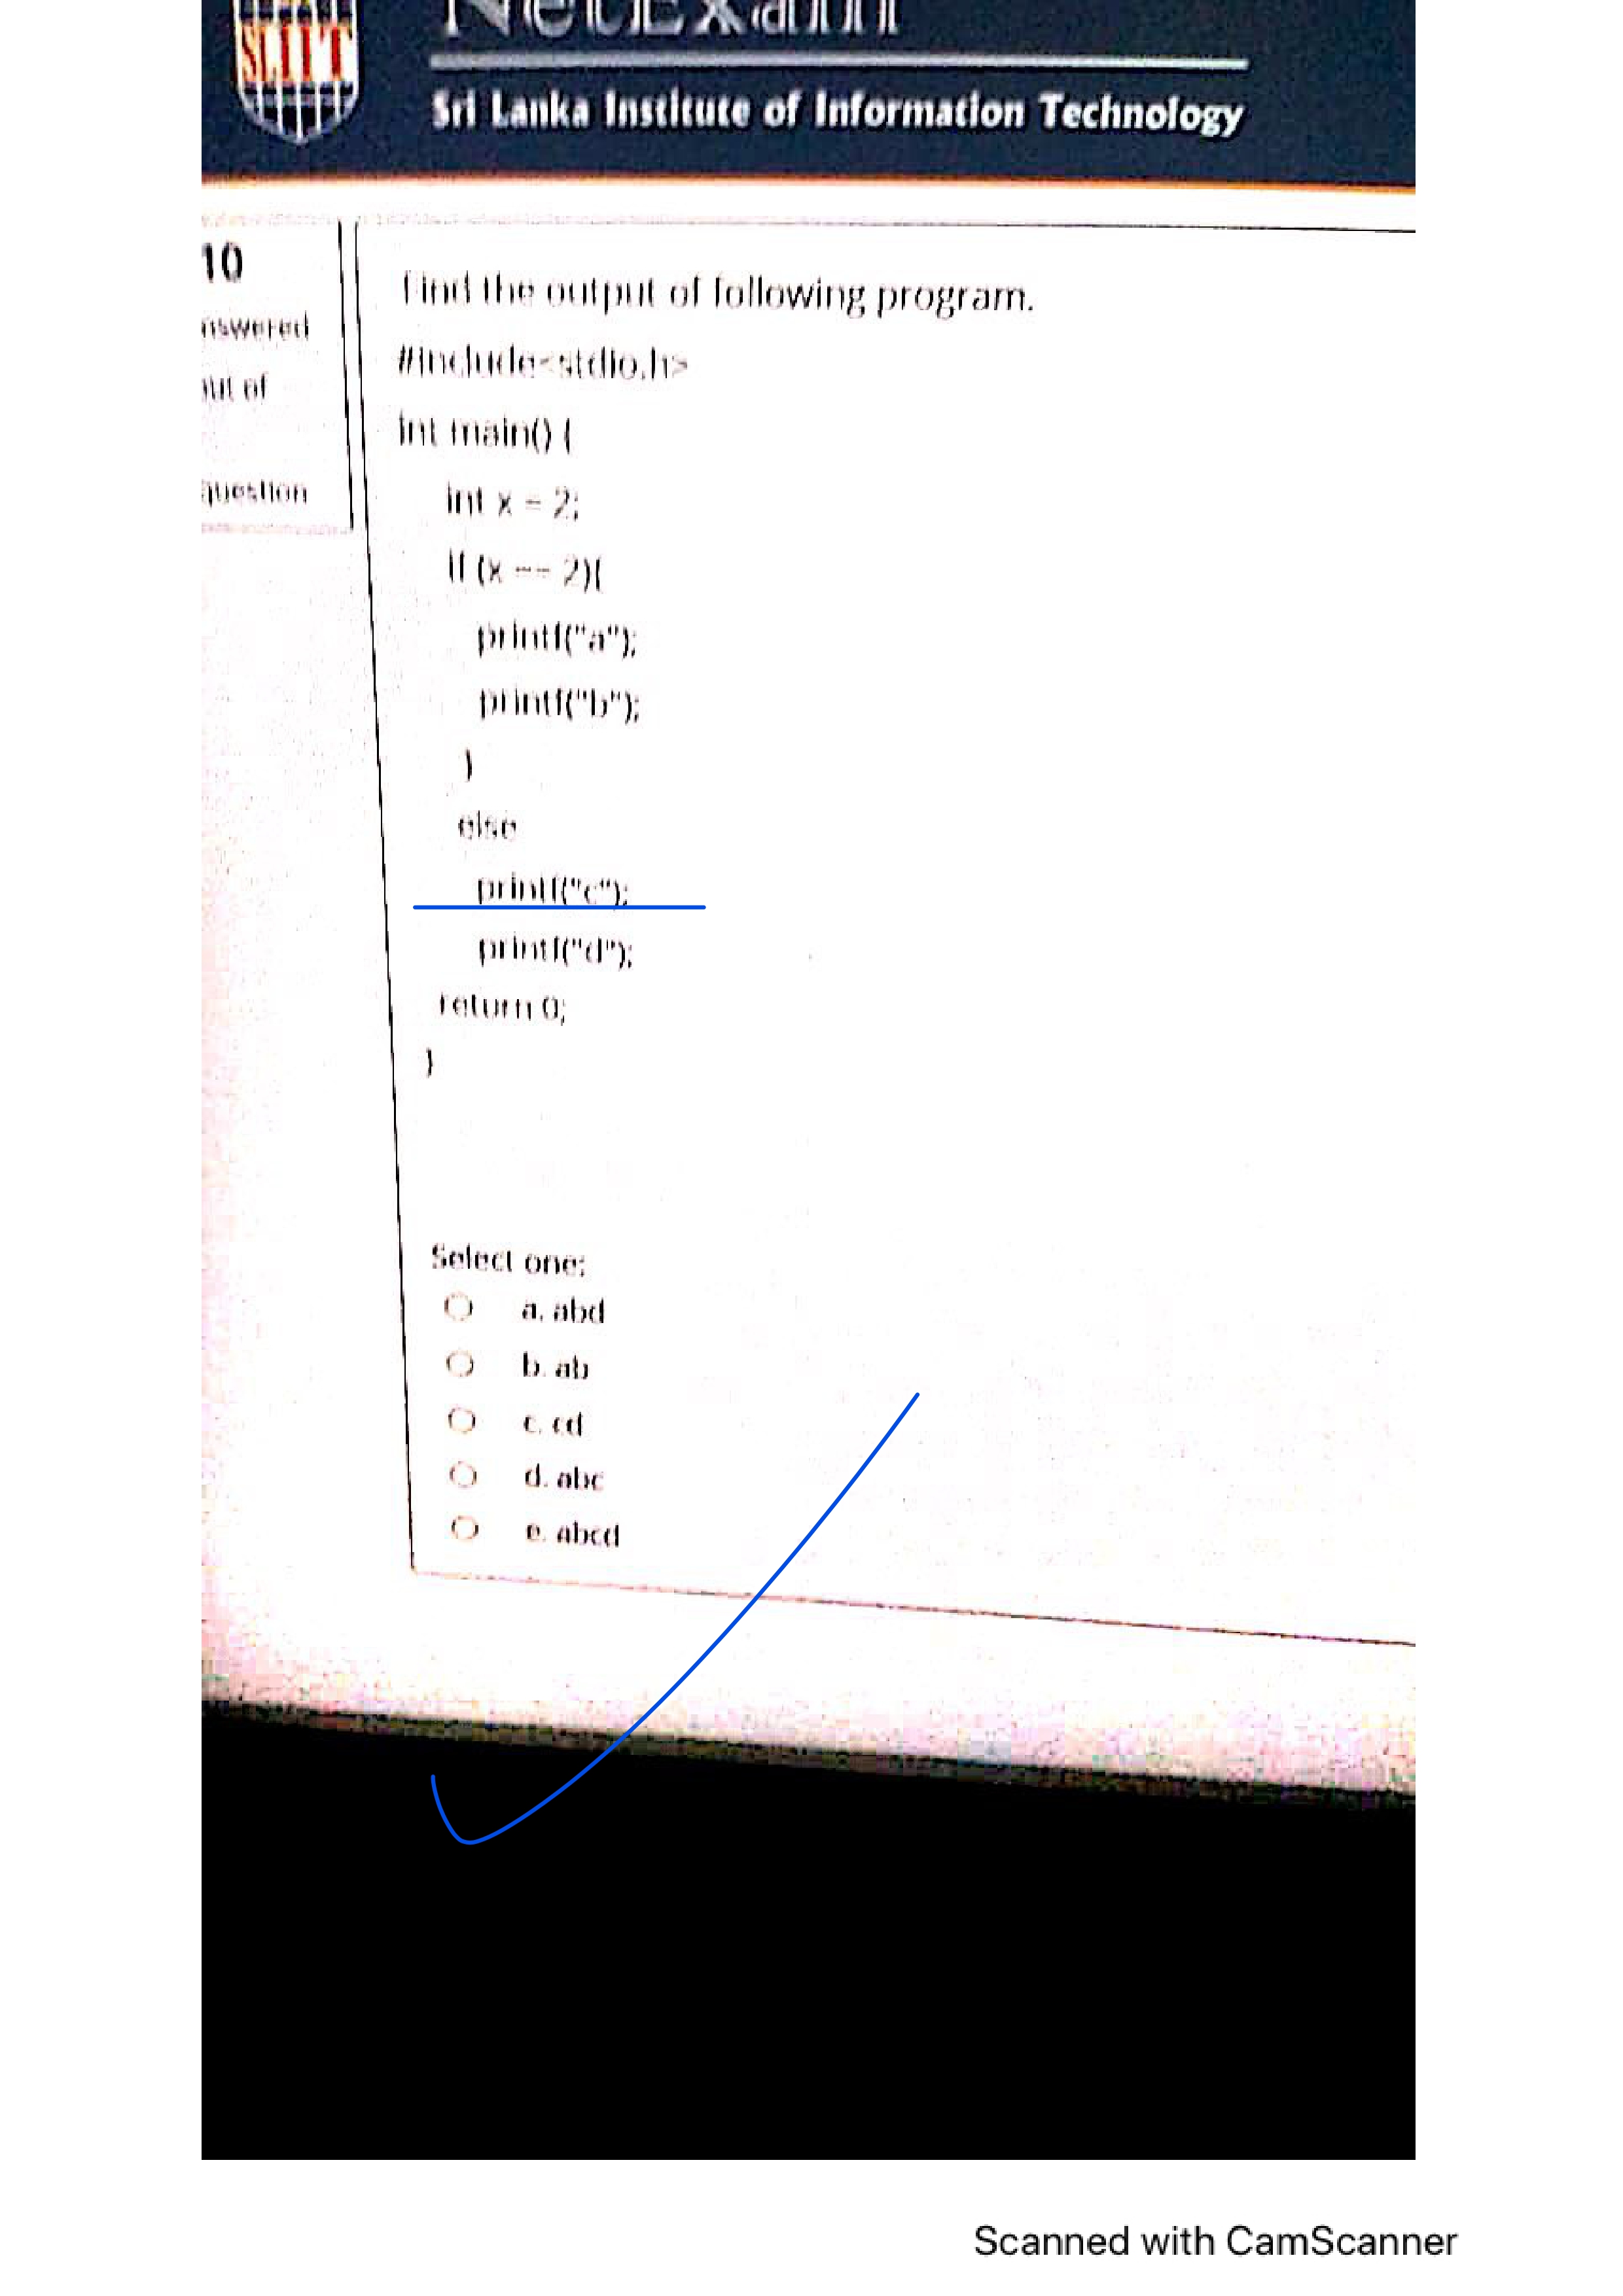 NetExam
SLIIT
Sri Lanka Institute of Information Technology
10
nswered
out of
question
Find the output of following program.
#include<stdio.h>
int main() {
int x = 2;
if (x == 2){
printf("a");
printf("b");
}
else
printf("c");
printf("d");
return 0;
}
Select one:
a. abd
b. ab
c. cd
d. abc
e. abcd
Scanned with CamScanner